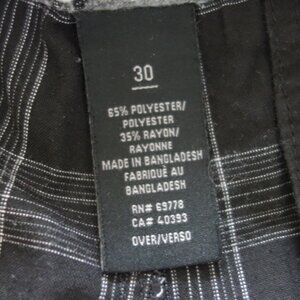 30
65% POLYESTER/
POLYESTER
35% RAYON/
RAYONNE
MADE IN BANGLADESH
FABRIQUÉ AU
BANGLADESH
RN# 69778
CA# 40393
OVER/VERSO